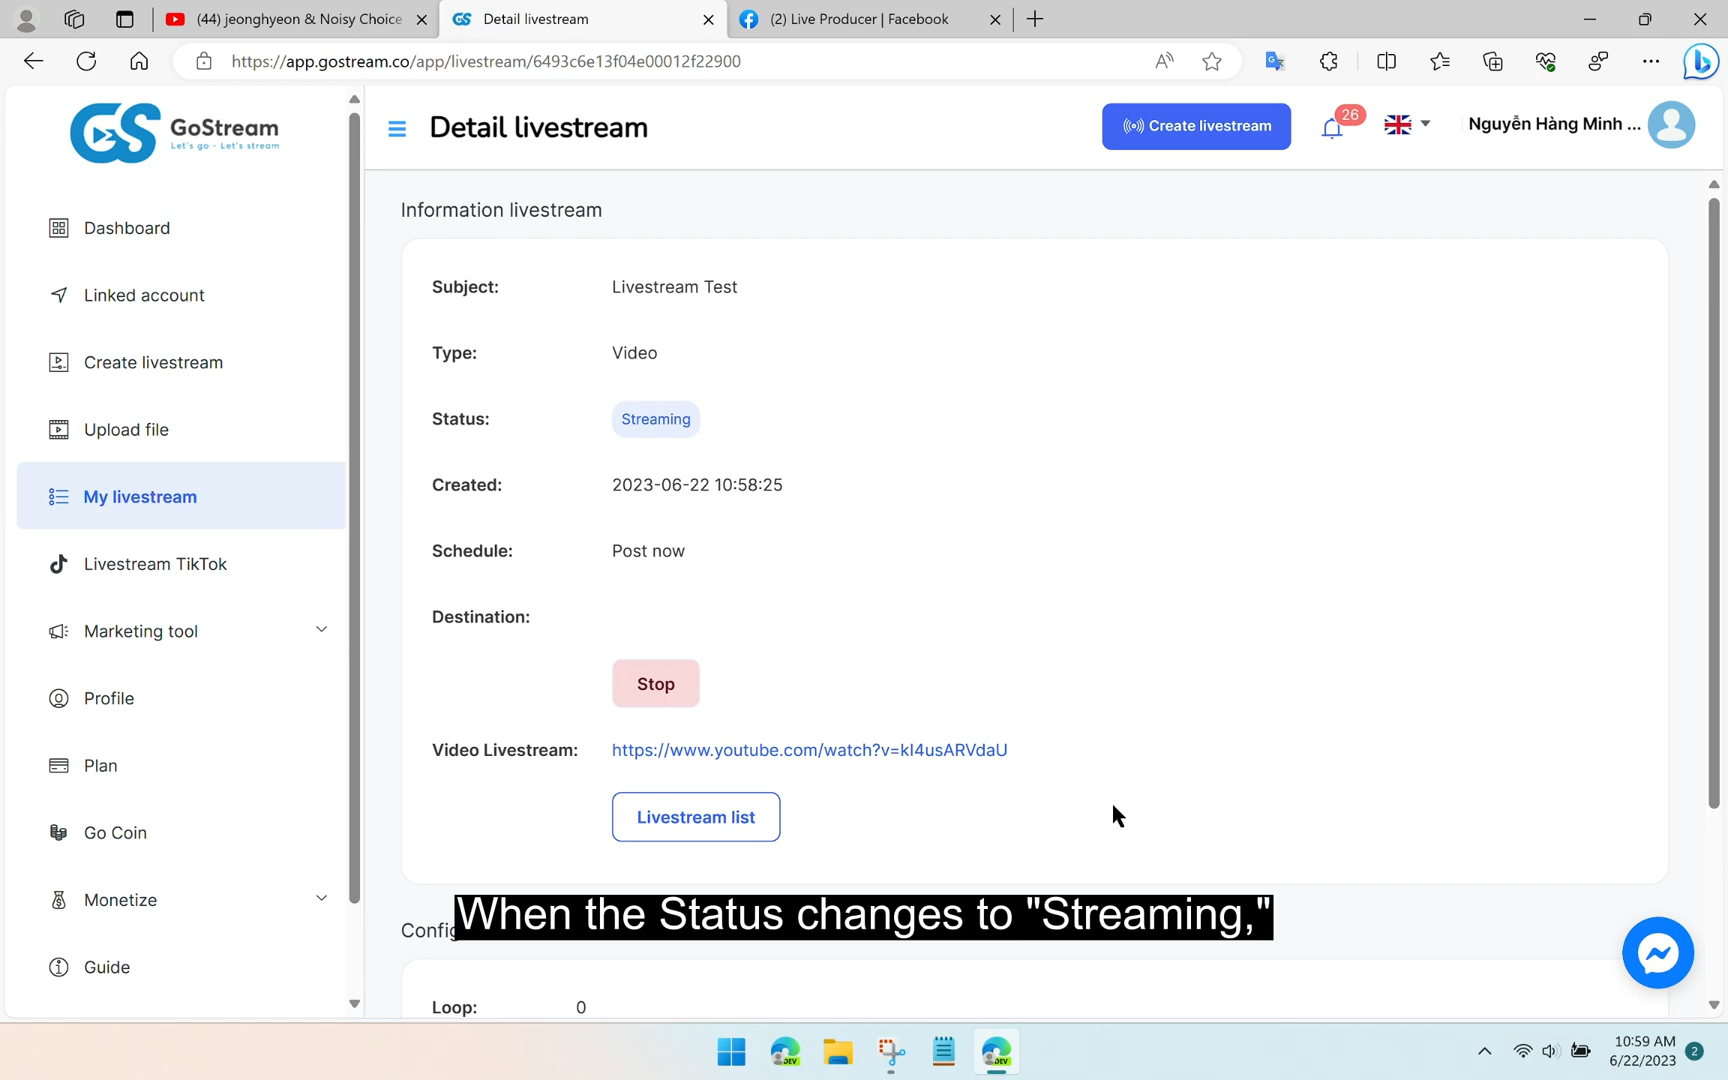 (44) jeonghyeon & Noisy Choice
Detail livestream
(2) Live Producer | Facebook
https://app.gostream.co/app/livestream/6493c6e13f04e00012f22900
GoStream
Let's go - Let's stream
Detail livestream
Create livestream
26
Nguyễn Hàng Minh ...
Dashboard
Linked account
Create livestream
Upload file
My livestream
Livestream TikTok
Marketing tool
Profile
Plan
Go Coin
Monetize
Guide
Information livestream
Subject: Livestream Test
Type: Video
Status: Streaming
Created: 2023-06-22 10:58:25
Schedule: Post now
Destination:
Stop
Video Livestream: https://www.youtube.com/watch?v=kI4usARVdaU
Livestream list
When the Status changes to "Streaming,"
Loop: 0
DEV
DEV
10:59 AM
6/22/2023
2